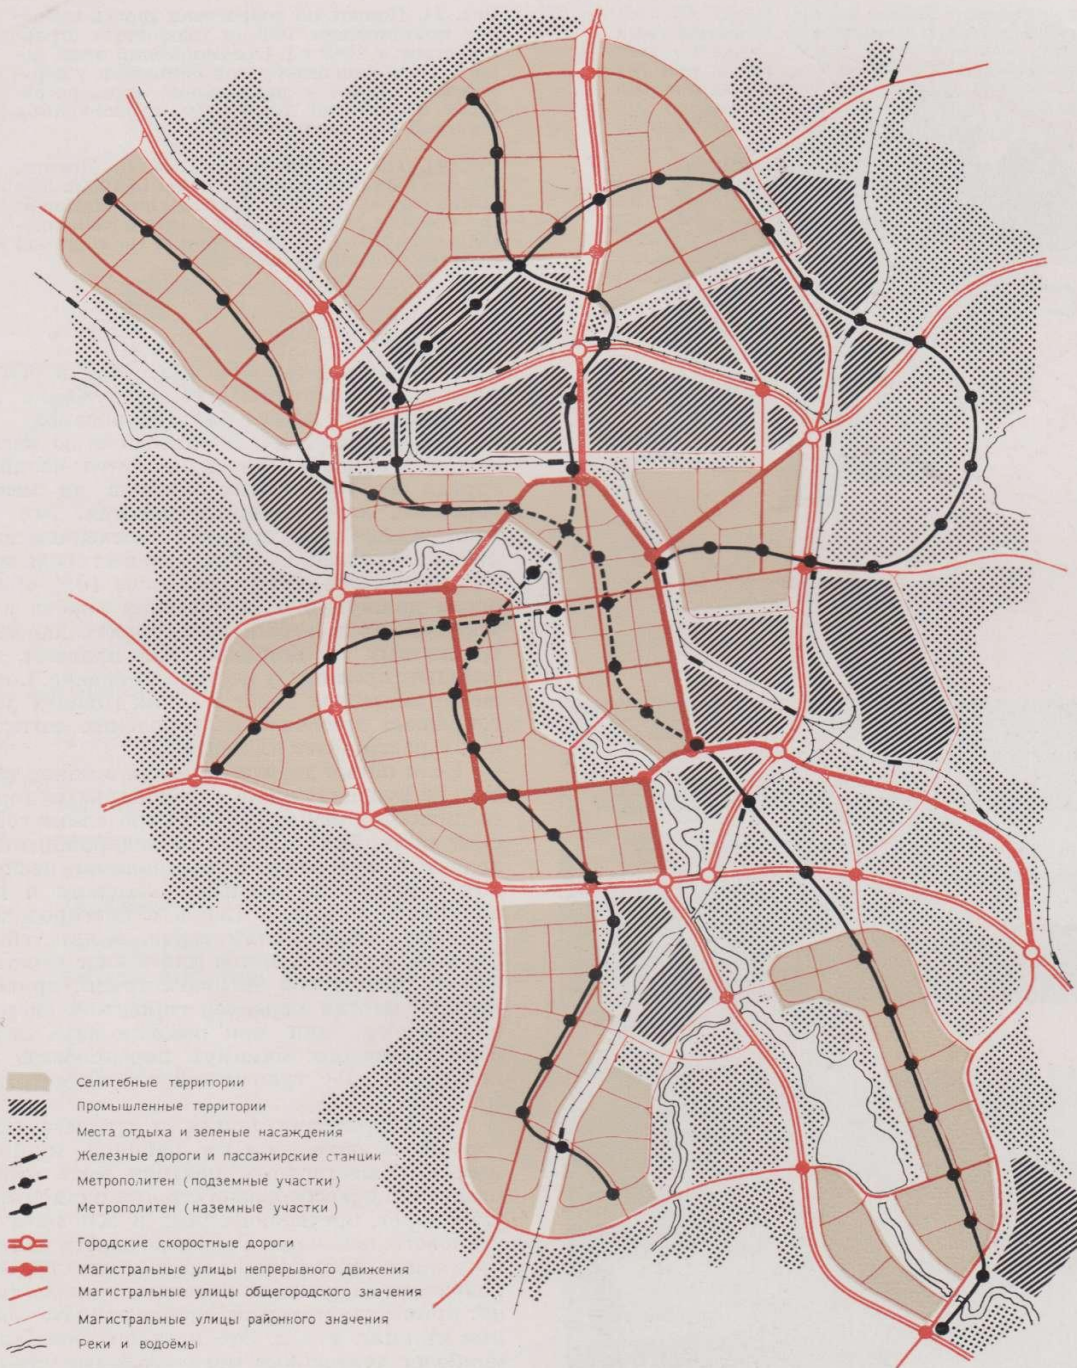 Селитебные территории
Промышленные территории
Места отдыха и зеленые насаждения
Железные дороги и пассажирские станции
Метрополитен (подземные участки)
Метрополитен (наземные участки)
Городские скоростные дороги
Магистральные улицы непрерывного движения
Магистральные улицы общегородского значения
Магистральные улицы районного значения
Реки и водоёмы